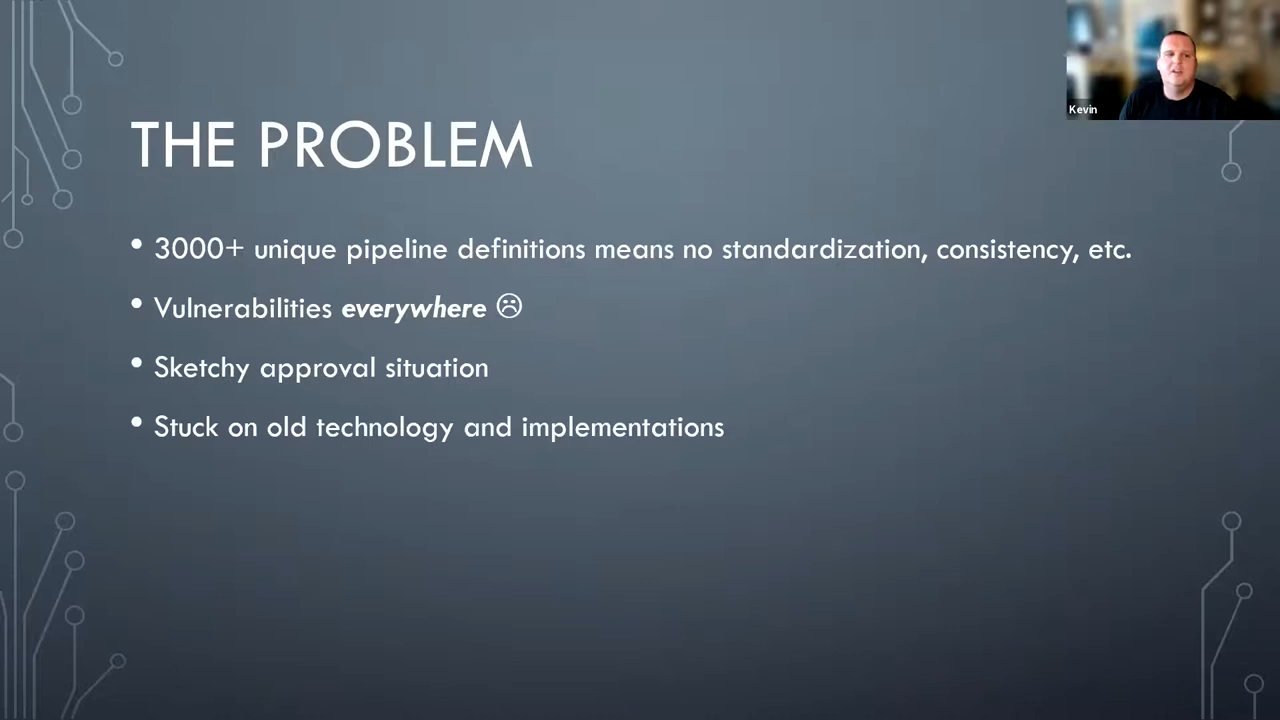 Kevin
THE PROBLEM
• 3000+ unique pipeline definitions means no standardization, consistency, etc.
• Vulnerabilities everywhere ☹
• Sketchy approval situation
• Stuck on old technology and implementations